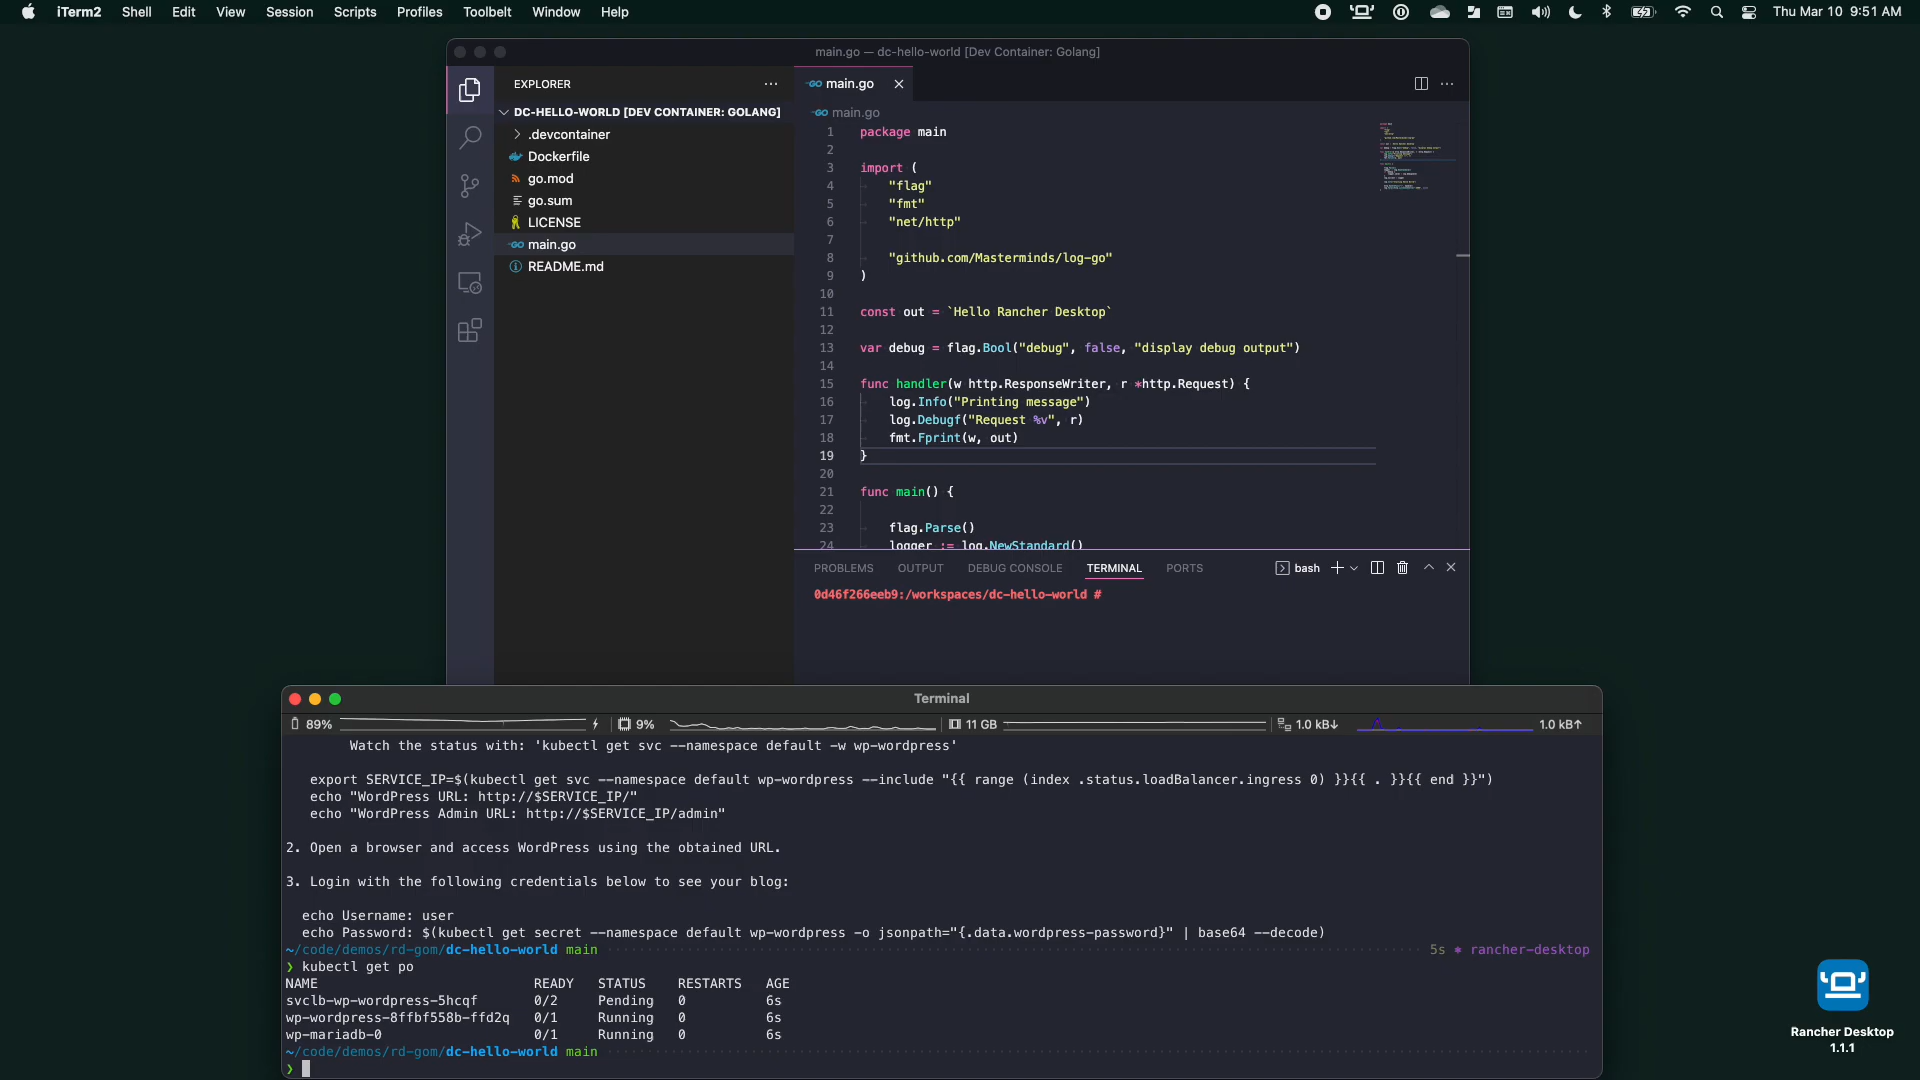 iTerm2 Shell Edit View Session Scripts Profiles Toolbelt Window Help
Thu Mar 10 9:51 AM
main.go — dc-hello-world [Dev Container: Golang]
EXPLORER
DC-HELLO-WORLD [DEV CONTAINER: GOLANG]
.devcontainer
Dockerfile
go.mod
go.sum
LICENSE
main.go
README.md
main.go
main.go
1 package main
2
3 import (
4 "flag"
5 "fmt"
6 "net/http"
7
8 "github.com/Masterminds/log-go"
9 )
10
11 const out = `Hello Rancher Desktop`
12
13 var debug = flag.Bool("debug", false, "display debug output")
14
15 func handler(w http.ResponseWriter, r *http.Request) {
16 log.Info("Printing message")
17 log.Debugf("Request %v", r)
18 fmt.Fprint(w, out)
19 }
20
21 func main() {
22
23 flag.Parse()
24 logger := log.NewStandard()
PROBLEMS OUTPUT DEBUG CONSOLE TERMINAL PORTS
bash
0d46f266eeb9:/workspaces/dc-hello-world #
Terminal
89% 9% 11 GB 1.0 kB↓ 1.0 kB↑
Watch the status with: 'kubectl get svc --namespace default -w wp-wordpress'
export SERVICE_IP=$(kubectl get svc --namespace default wp-wordpress --include "{{ range (index .status.loadBalancer.ingress 0) }}{{ . }}{{ end }}")
echo "WordPress URL: http://$SERVICE_IP/"
echo "WordPress Admin URL: http://$SERVICE_IP/admin"
2. Open a browser and access WordPress using the obtained URL.
3. Login with the following credentials below to see your blog:
echo Username: user
echo Password: $(kubectl get secret --namespace default wp-wordpress -o jsonpath="{.data.wordpress-password}" | base64 --decode)
~/code/demos/rd-gom/dc-hello-world main 5s ⎈ rancher-desktop
❯ kubectl get po
NAME READY STATUS RESTARTS AGE
svclb-wp-wordpress-5hcqf 0/2 Pending 0 6s
wp-wordpress-8ffbf558b-ffd2q 0/1 Running 0 6s
wp-mariadb-0 0/1 Running 0 6s
~/code/demos/rd-gom/dc-hello-world main
❯
Rancher Desktop
1.1.1